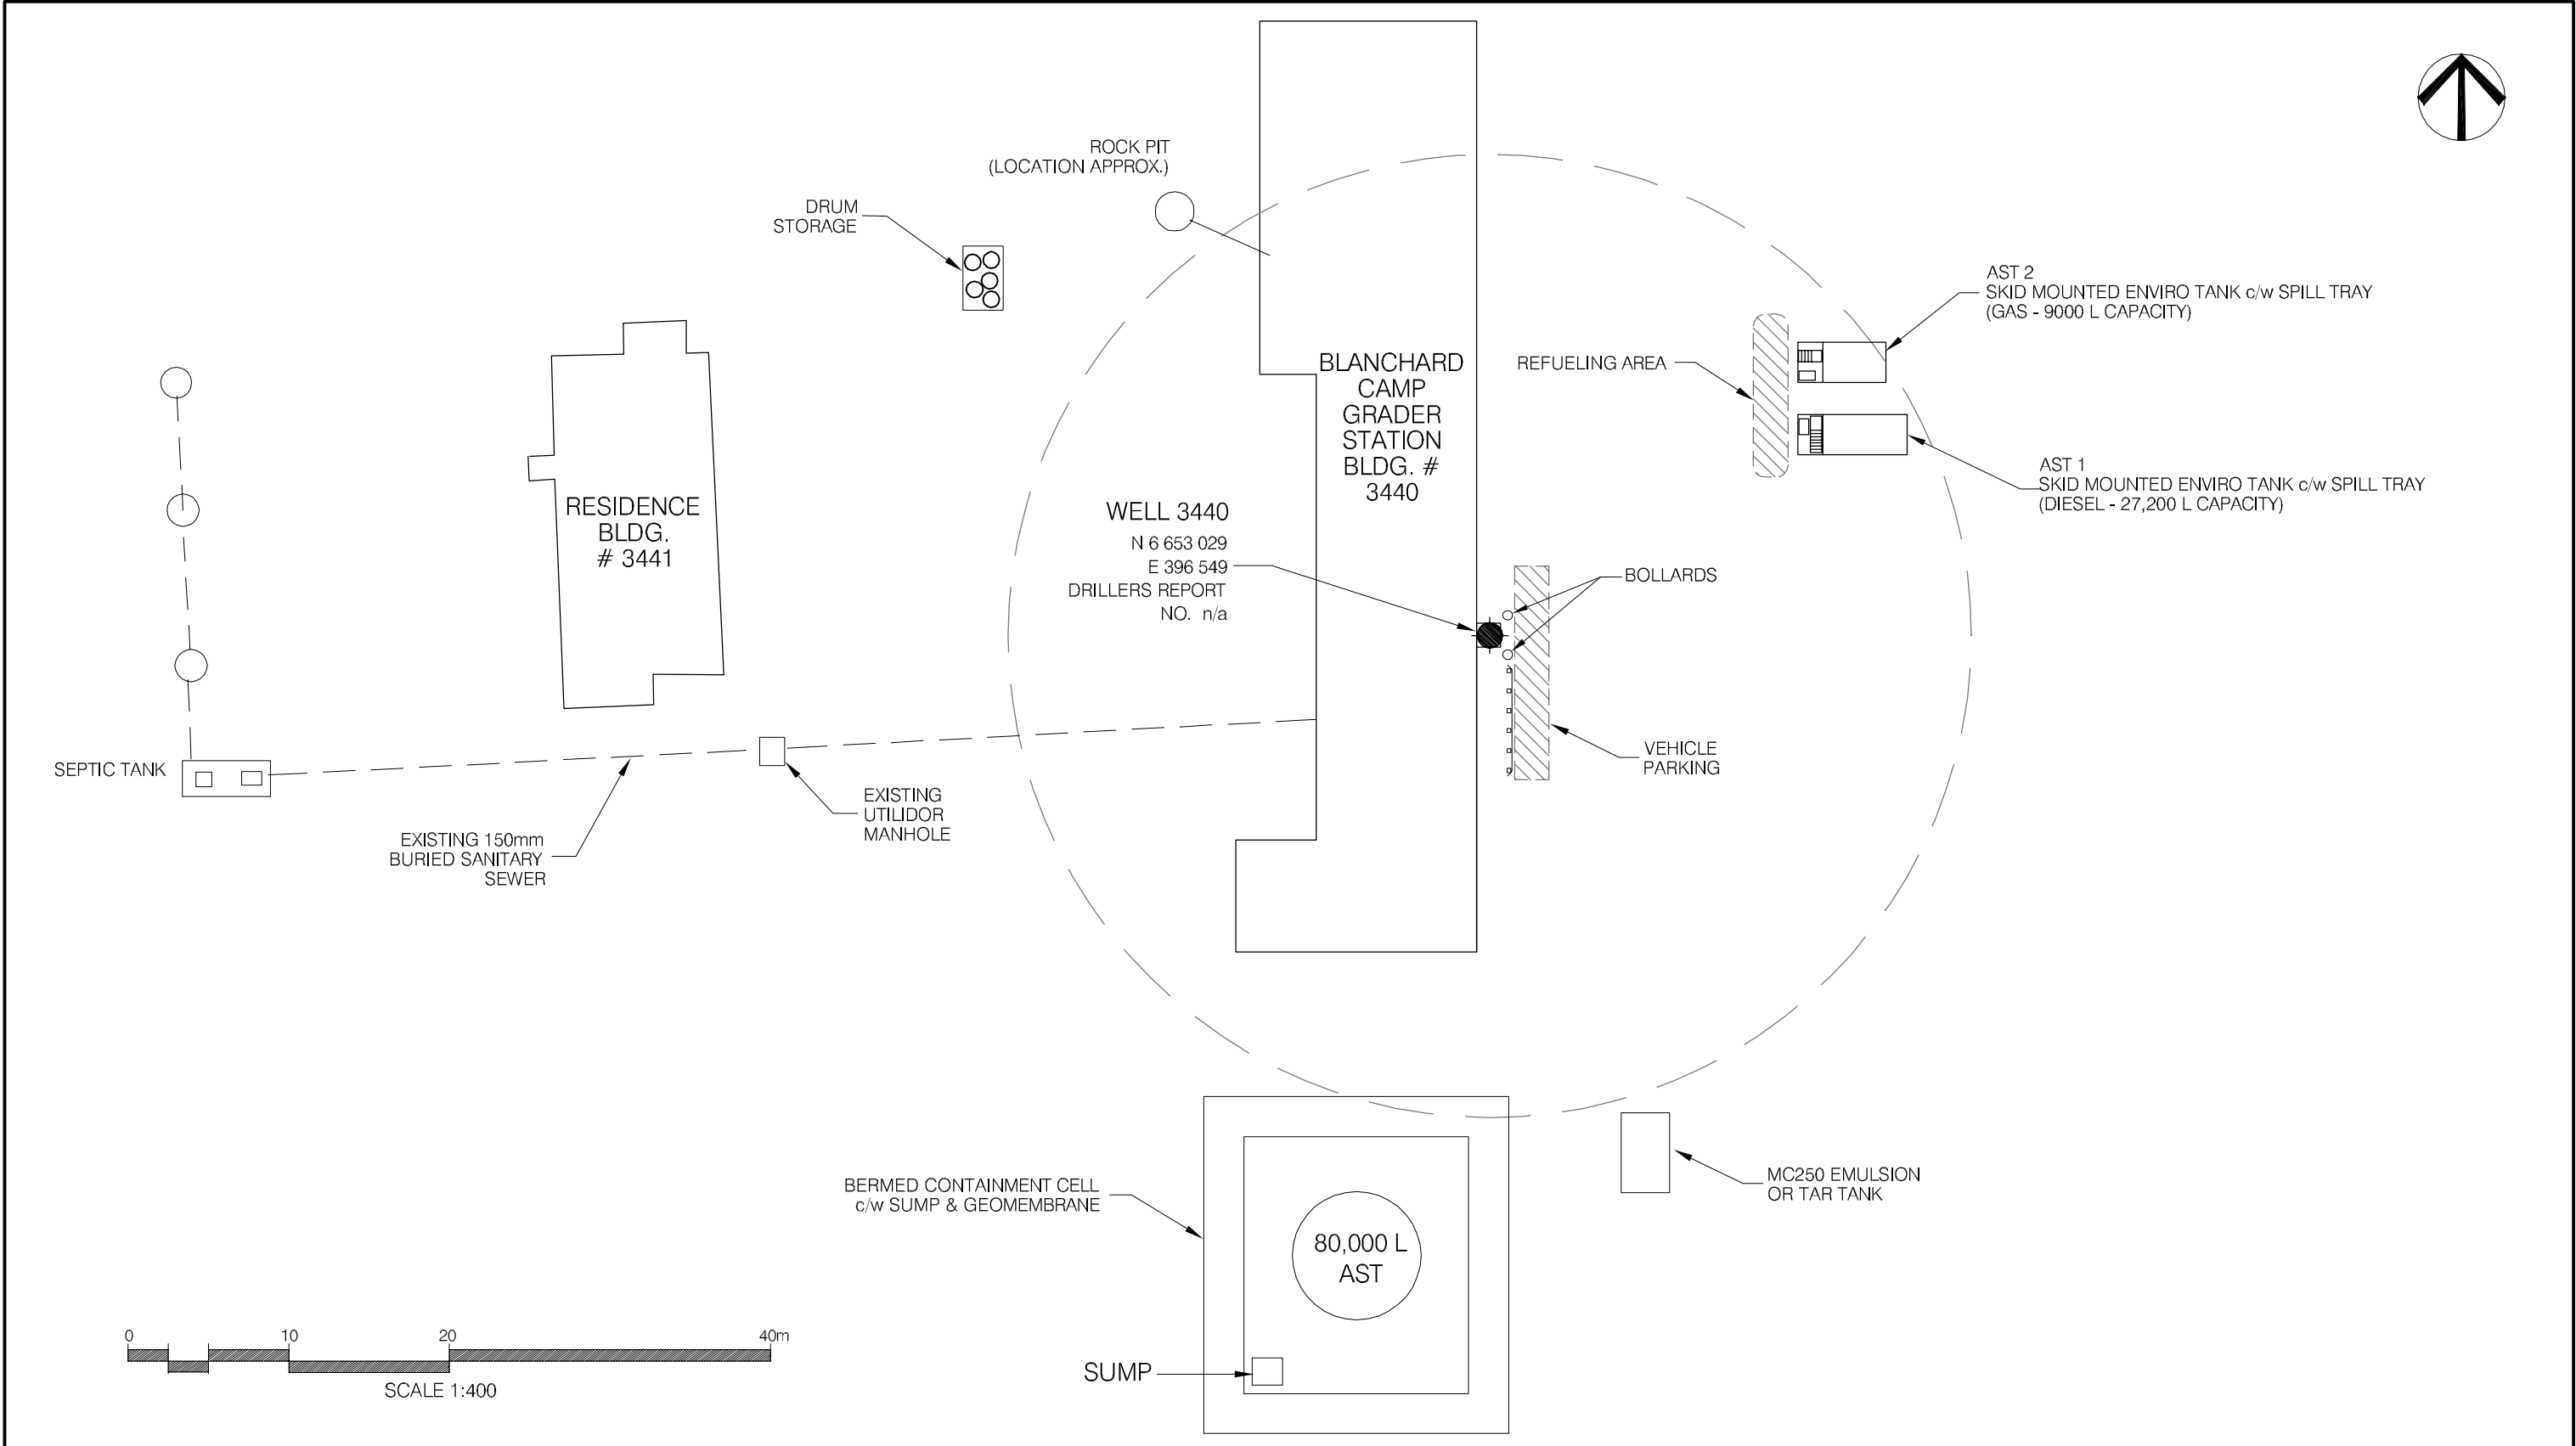 ROCK PIT
(LOCATION APPROX.)
DRUM
STORAGE
AST 2
SKID MOUNTED ENVIRO TANK c/w SPILL TRAY
(GAS - 9000 L CAPACITY)
REFUELING AREA
BLANCHARD
CAMP
GRADER
STATION
BLDG. #
3440
AST 1
SKID MOUNTED ENVIRO TANK c/w SPILL TRAY
(DIESEL - 27,200 L CAPACITY)
RESIDENCE
BLDG.
# 3441
WELL 3440
N 6 653 029
E 396 549
DRILLERS REPORT
NO. n/a
BOLLARDS
VEHICLE
PARKING
SEPTIC TANK
EXISTING
UTILIDOR
MANHOLE
EXISTING 150mm
BURIED SANITARY
SEWER
BERMED CONTAINMENT CELL
c/w SUMP & GEOMEMBRANE
MC250 EMULSION
OR TAR TANK
80,000 L
AST
SUMP
0 10 20 40m
SCALE 1:400